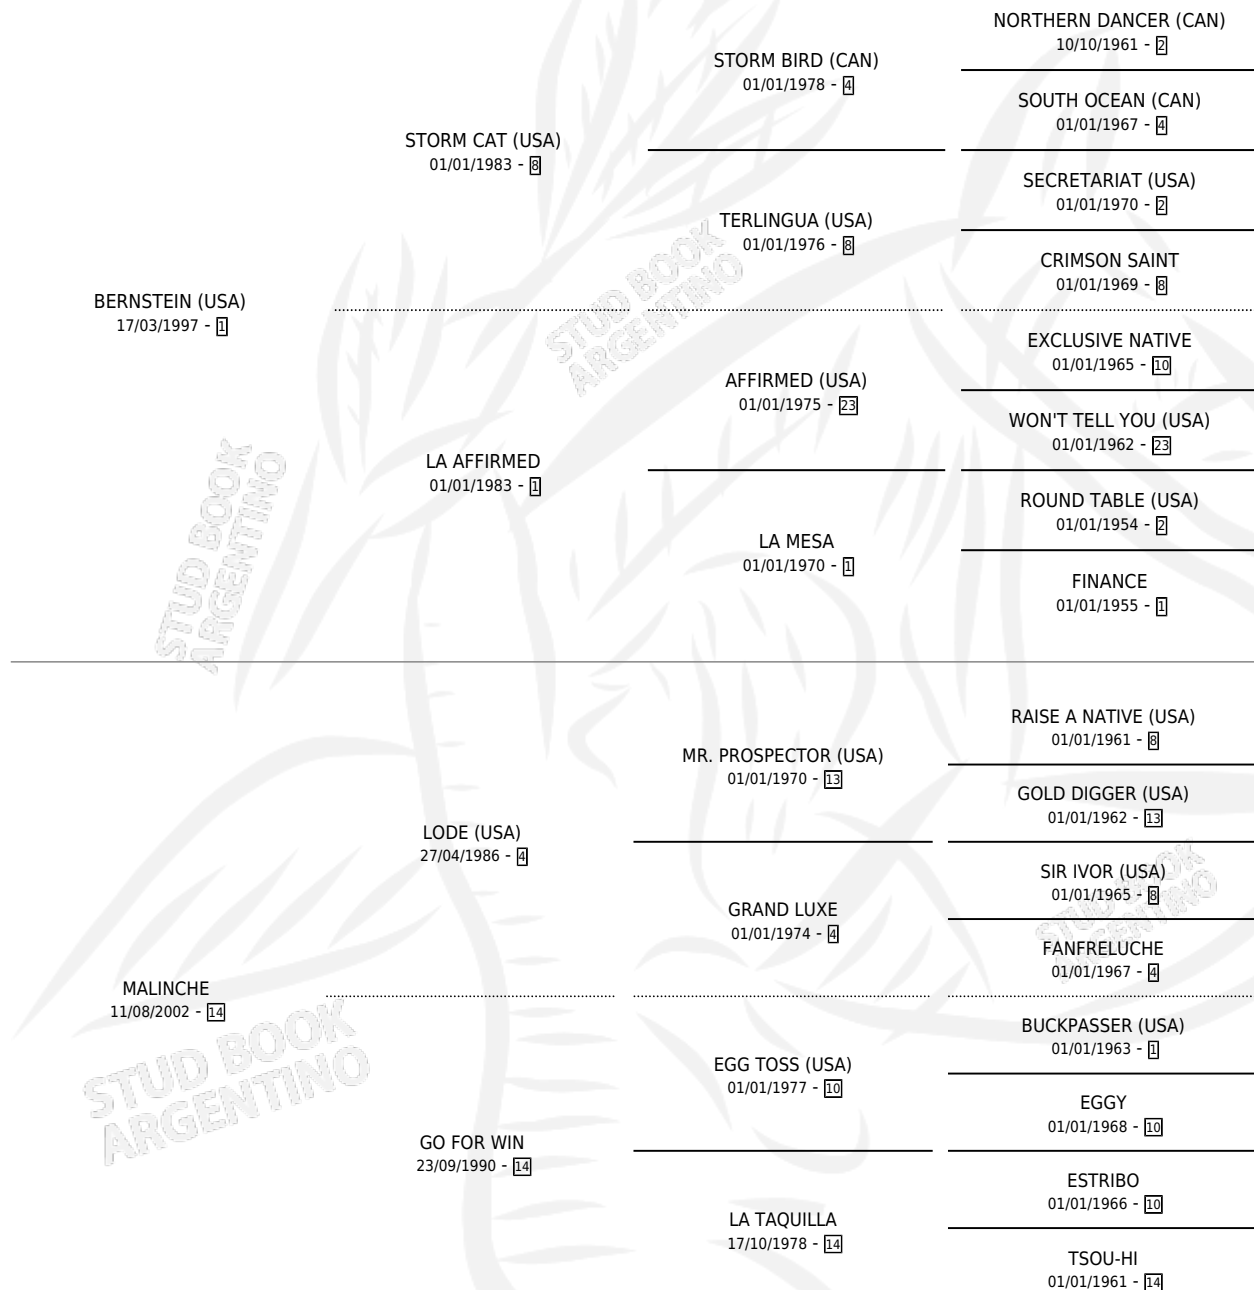 NORTHERN DANCER (CAN)
10/10/1961 - 2
STORM BIRD (CAN)
01/01/1978 - 4
SOUTH OCEAN (CAN)
01/01/1967 - 4
STORM CAT (USA)
01/01/1983 - 8
SECRETARIAT (USA)
01/01/1970 - 2
TERLINGUA (USA)
01/01/1976 - 8
CRIMSON SAINT
01/01/1969 - 8
BERNSTEIN (USA)
17/03/1997 - 1
EXCLUSIVE NATIVE
01/01/1965 - 10
AFFIRMED (USA)
01/01/1975 - 23
WON'T TELL YOU (USA)
01/01/1962 - 23
LA AFFIRMED
01/01/1983 - 1
ROUND TABLE (USA)
01/01/1954 - 2
LA MESA
01/01/1970 - 1
FINANCE
01/01/1955 - 1
RAISE A NATIVE (USA)
01/01/1961 - 8
MR. PROSPECTOR (USA)
01/01/1970 - 13
GOLD DIGGER (USA)
01/01/1962 - 13
LODE (USA)
27/04/1986 - 4
SIR IVOR (USA)
01/01/1965 - 8
GRAND LUXE
01/01/1974 - 4
FANFRELUCHE
01/01/1967 - 4
MALINCHE
11/08/2002 - 14
BUCKPASSER (USA)
01/01/1963 - 1
EGG TOSS (USA)
01/01/1977 - 10
EGGY
01/01/1968 - 10
GO FOR WIN
23/09/1990 - 14
ESTRIBO
01/01/1966 - 10
LA TAQUILLA
17/10/1978 - 14
TSOU-HI
01/01/1961 - 14
STUD BOOK
ARGENTINO
STUD BOOK
ARGENTINO
STUD BOOK
ARGENTINO
STUD BOOK
ARGENTINO